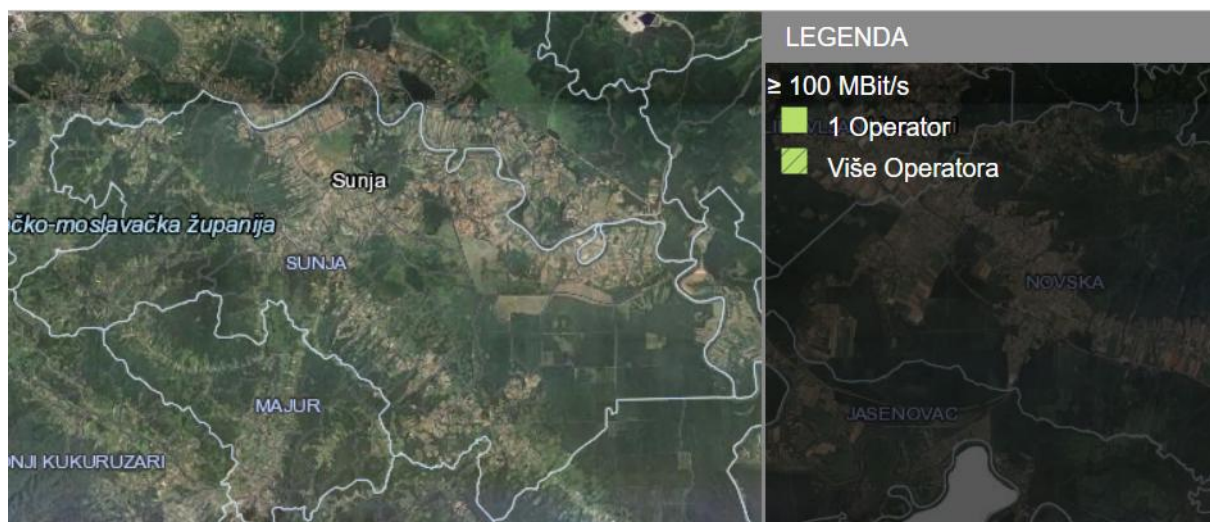 LEGENDA
≥ 100 MBit/s
1 Operator
Više Operatora
Sunja
čko-moslavačka županija
SUNJA
NOVSKA
MAJUR
JASENOVAC
NJI KUKURUZARI